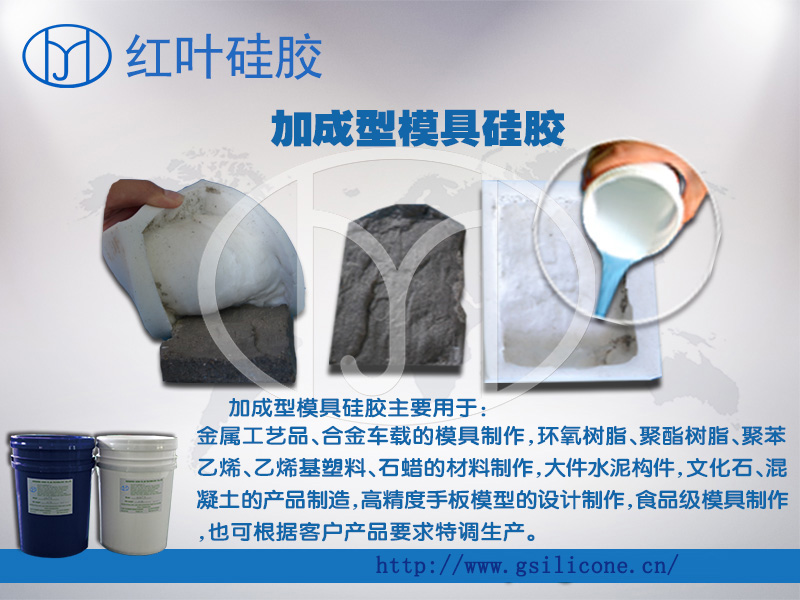 红叶硅胶
加成型模具硅胶
加成型模具硅胶主要用于:
金属工艺品、合金车载的模具制作,环氧树脂、聚酯树脂、聚苯
乙烯、乙烯基塑料、石蜡的材料制作,大件水泥构件,文化石、混
凝土的产品制造,高精度手板模型的设计制作,食品级模具制作
,也可根据客户产品要求特调生产。
http://www.gsilicone.cn/